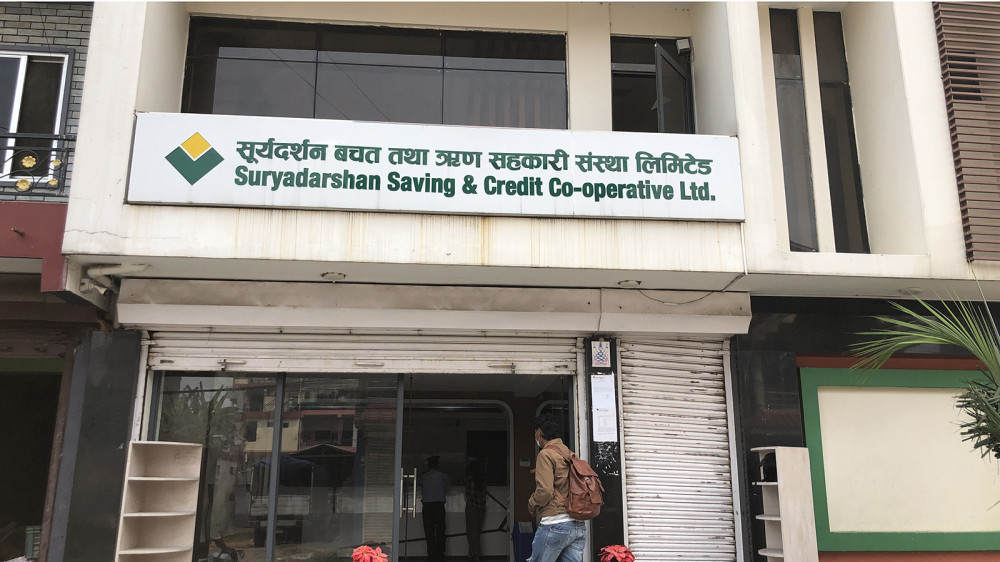 सूर्यदर्शन बचत तथा ऋण सहकारी संस्था लिमिटेड
Suryadarshan Saving & Credit Co-operative Ltd.